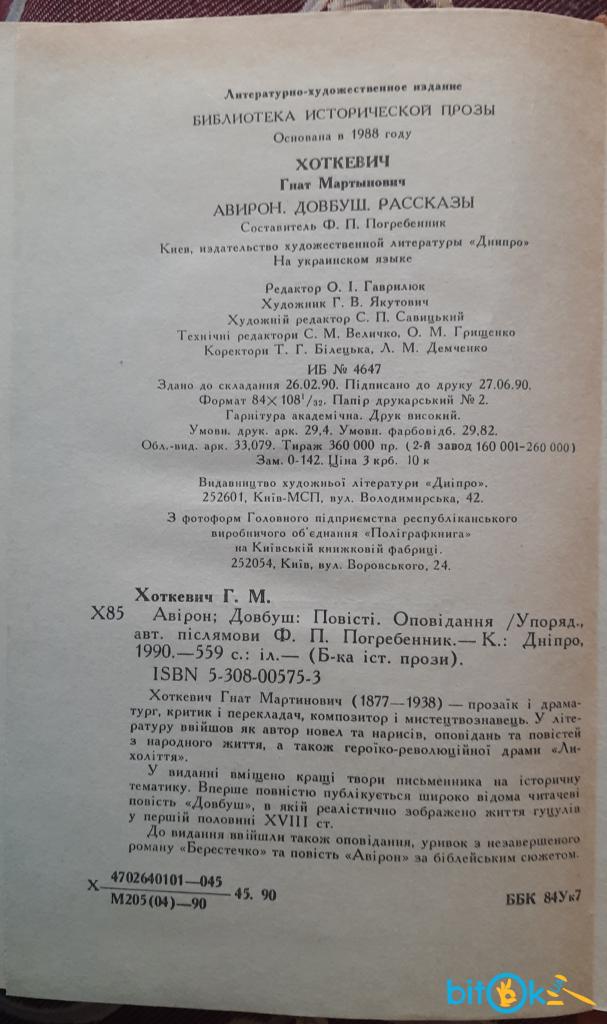 Литературно-художественное издание
БИБЛИОТЕКА ИСТОРИЧЕСКОЙ ПРОЗЫ
Основана в 1988 году
ХОТКЕВИЧ
Гнат Мартынович
АВИРОН. ДОВБУШ. РАССКАЗЫ
Составитель Ф. П. Погребенник
Киев, издательство художественной литературы «Днипро»
На украинском языке
Редактор О. І. Гаврилюк
Художник Г. В. Якутович
Художній редактор С. П. Савицький
Технічні редактори С. М. Величко, О. М. Грищенко
Коректори Т. Г. Білецька, Л. М. Демченко
ИБ № 4647
Здано до складання 26.02.90. Підписано до друку 27.06.90.
Формат 84×108¹/₃₂. Папір друкарський № 2.
Гарнітура академічна. Друк високий.
Умовн. друк. арк. 29,4. Умовн. фарбовідб. 29,82.
Обл.-вид. арк. 33,079. Тираж 360 000 пр. (2-й завод 160 001-260 000)
Зам. 0-142. Ціна 3 крб. 10 к
Видавництво художньої літератури «Дніпро».
252601, Київ-МСП, вул. Володимирська, 42.
З фотоформ Головного підприємства республіканського
виробничого об'єднання «Поліграфкнига»
на Київській книжковій фабриці.
252054, Київ, вул. Воровського, 24.
Хоткевич Г. М.
Х85 Авірон; Довбуш: Повісті. Оповідання /Упоряд.,
авт. післямови Ф. П. Погребенник.— К.: Дніпро,
1990.—559 с.: іл.— (Б-ка іст. прози).
ISBN 5-308-00575-3
Хоткевич Гнат Мартинович (1877—1938) — прозаїк і драма-
тург, критик і перекладач, композитор і мистецтвознавець. У літе-
ратуру ввійшов як автор новел та нарисів, оповідань та повістей
з народного життя, а також героїко-революційної драми «Ли-
холіття».
У виданні вміщено кращі твори письменника на історичну
тематику. Вперше повністю публікується широко відома читачеві
повість «Довбуш», в якій реалістично зображено життя гуцулів
у першій половині XVIII ст.
До видання ввійшли також оповідання, уривок з незавершеного
роману «Берестечко» та повість «Авірон» за біблейським сюжетом.
Х 4702640101—045
М205(04)—90 45. 90
ББК 84Ук7
bitOk